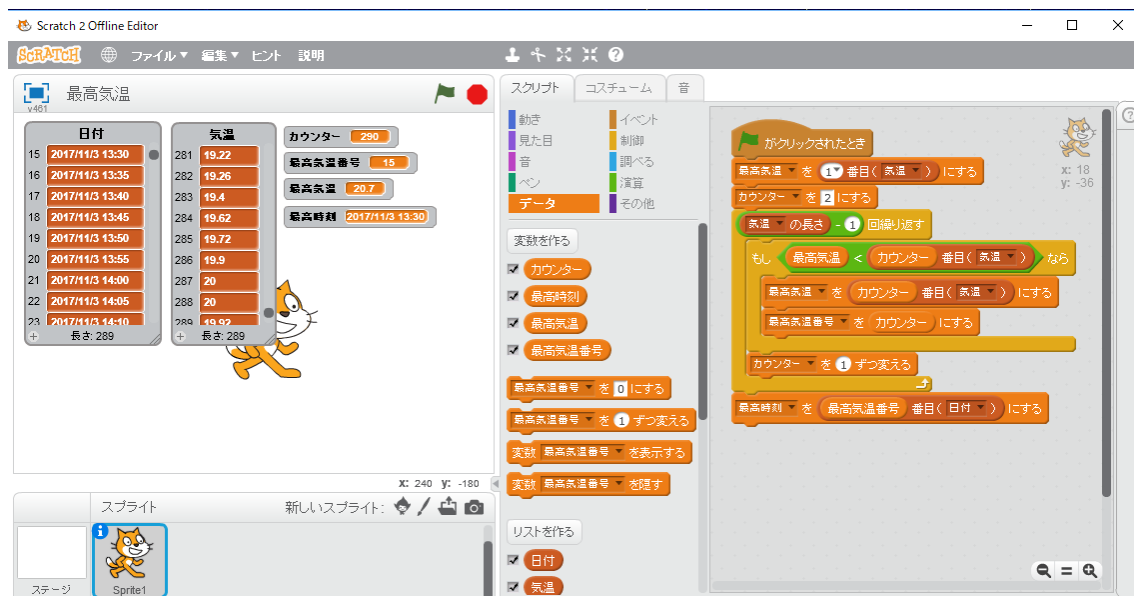 Scratch 2 Offline Editor
SCRATCH ファイル▼ 編集▼ ヒント 説明
最高気温
v461
日付
15 2017/11/3 13:30
16 2017/11/3 13:35
17 2017/11/3 13:40
18 2017/11/3 13:45
19 2017/11/3 13:50
20 2017/11/3 13:55
21 2017/11/3 14:00
22 2017/11/3 14:05
23 2017/11/3 14:10
+ 長さ: 289
気温
281 19.22
282 19.26
283 19.4
284 19.62
285 19.72
286 19.9
287 20
288 20
289 19.92
+ 長さ: 289
カウンター 290
最高気温番号 15
最高気温 20.7
最高時刻 2017/11/3 13:30
x: 240 y: -180
スプライト 新しいスプライト:
ステージ
Sprite1
スクリプト コスチューム 音
動き イベント
見た目 制御
音 調べる
ペン 演算
データ その他
変数を作る
カウンター
最高時刻
最高気温
最高気温番号
最高気温番号▼ を 0 にする
最高気温番号▼ を 1 ずつ変える
変数 最高気温番号▼ を表示する
変数 最高気温番号▼ を隠す
リストを作る
日付
気温
がクリックされたとき
最高気温▼ を 1▼ 番目( 気温▼ ) にする
カウンター▼ を 2 にする
気温▼ の長さ - 1 回繰り返す
もし 最高気温 < カウンター 番目( 気温▼ ) なら
最高気温▼ を カウンター 番目( 気温▼ ) にする
最高気温番号▼ を カウンター にする
カウンター▼ を 1 ずつ変える
最高時刻▼ を 最高気温番号 番目( 日付▼ ) にする
x: 18
y: -36